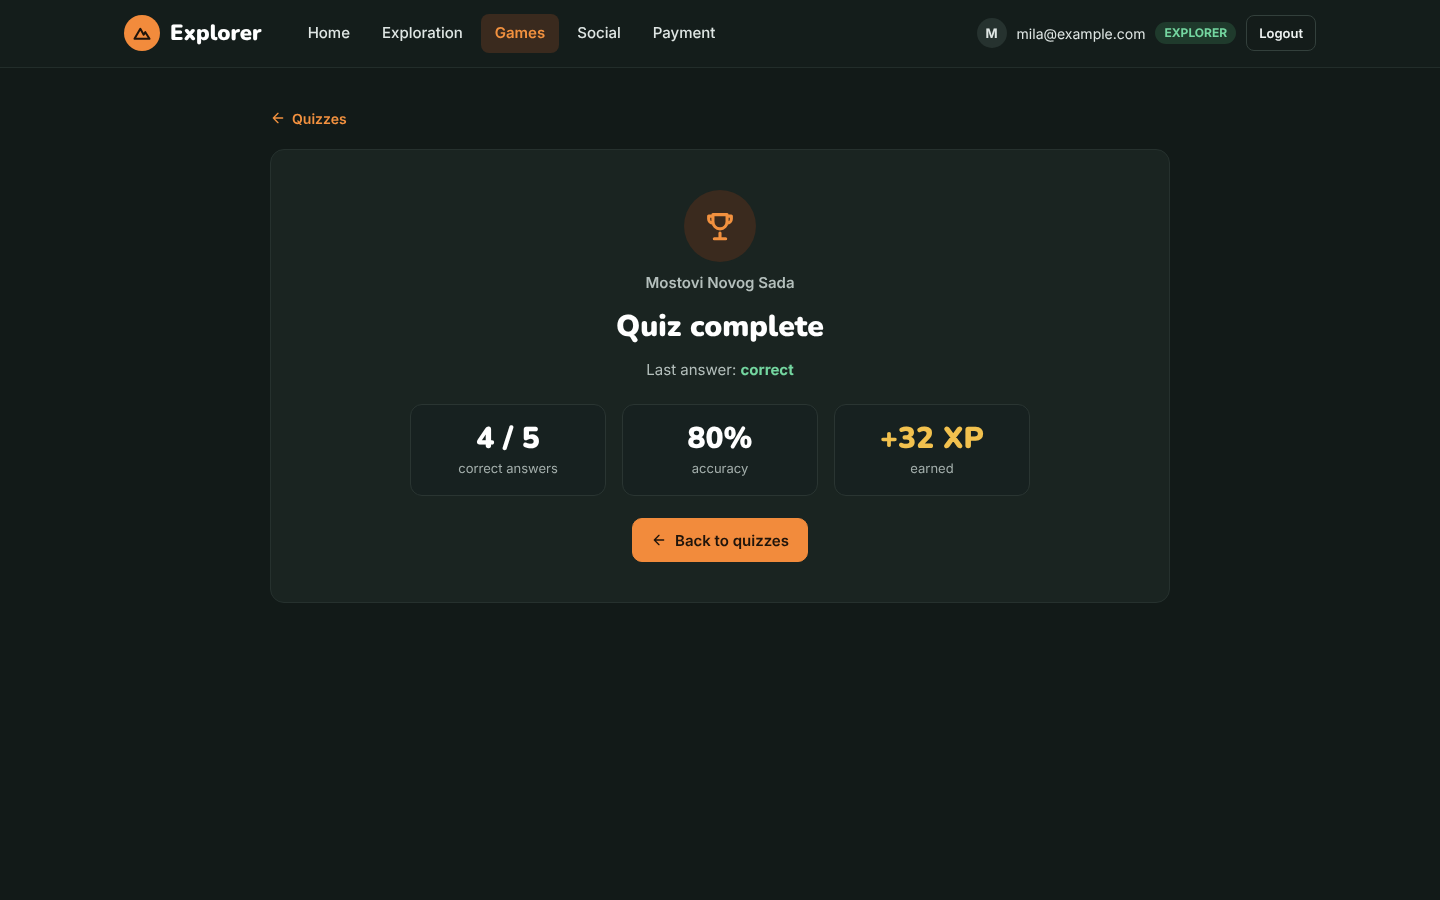 Explorer
Home
Exploration
Games
Social
Payment
M
mila@example.com
EXPLORER
Logout
Quizzes
Mostovi Novog Sada
Quiz complete
Last answer: correct
4 / 5
correct answers
80%
accuracy
+32 XP
earned
Back to quizzes